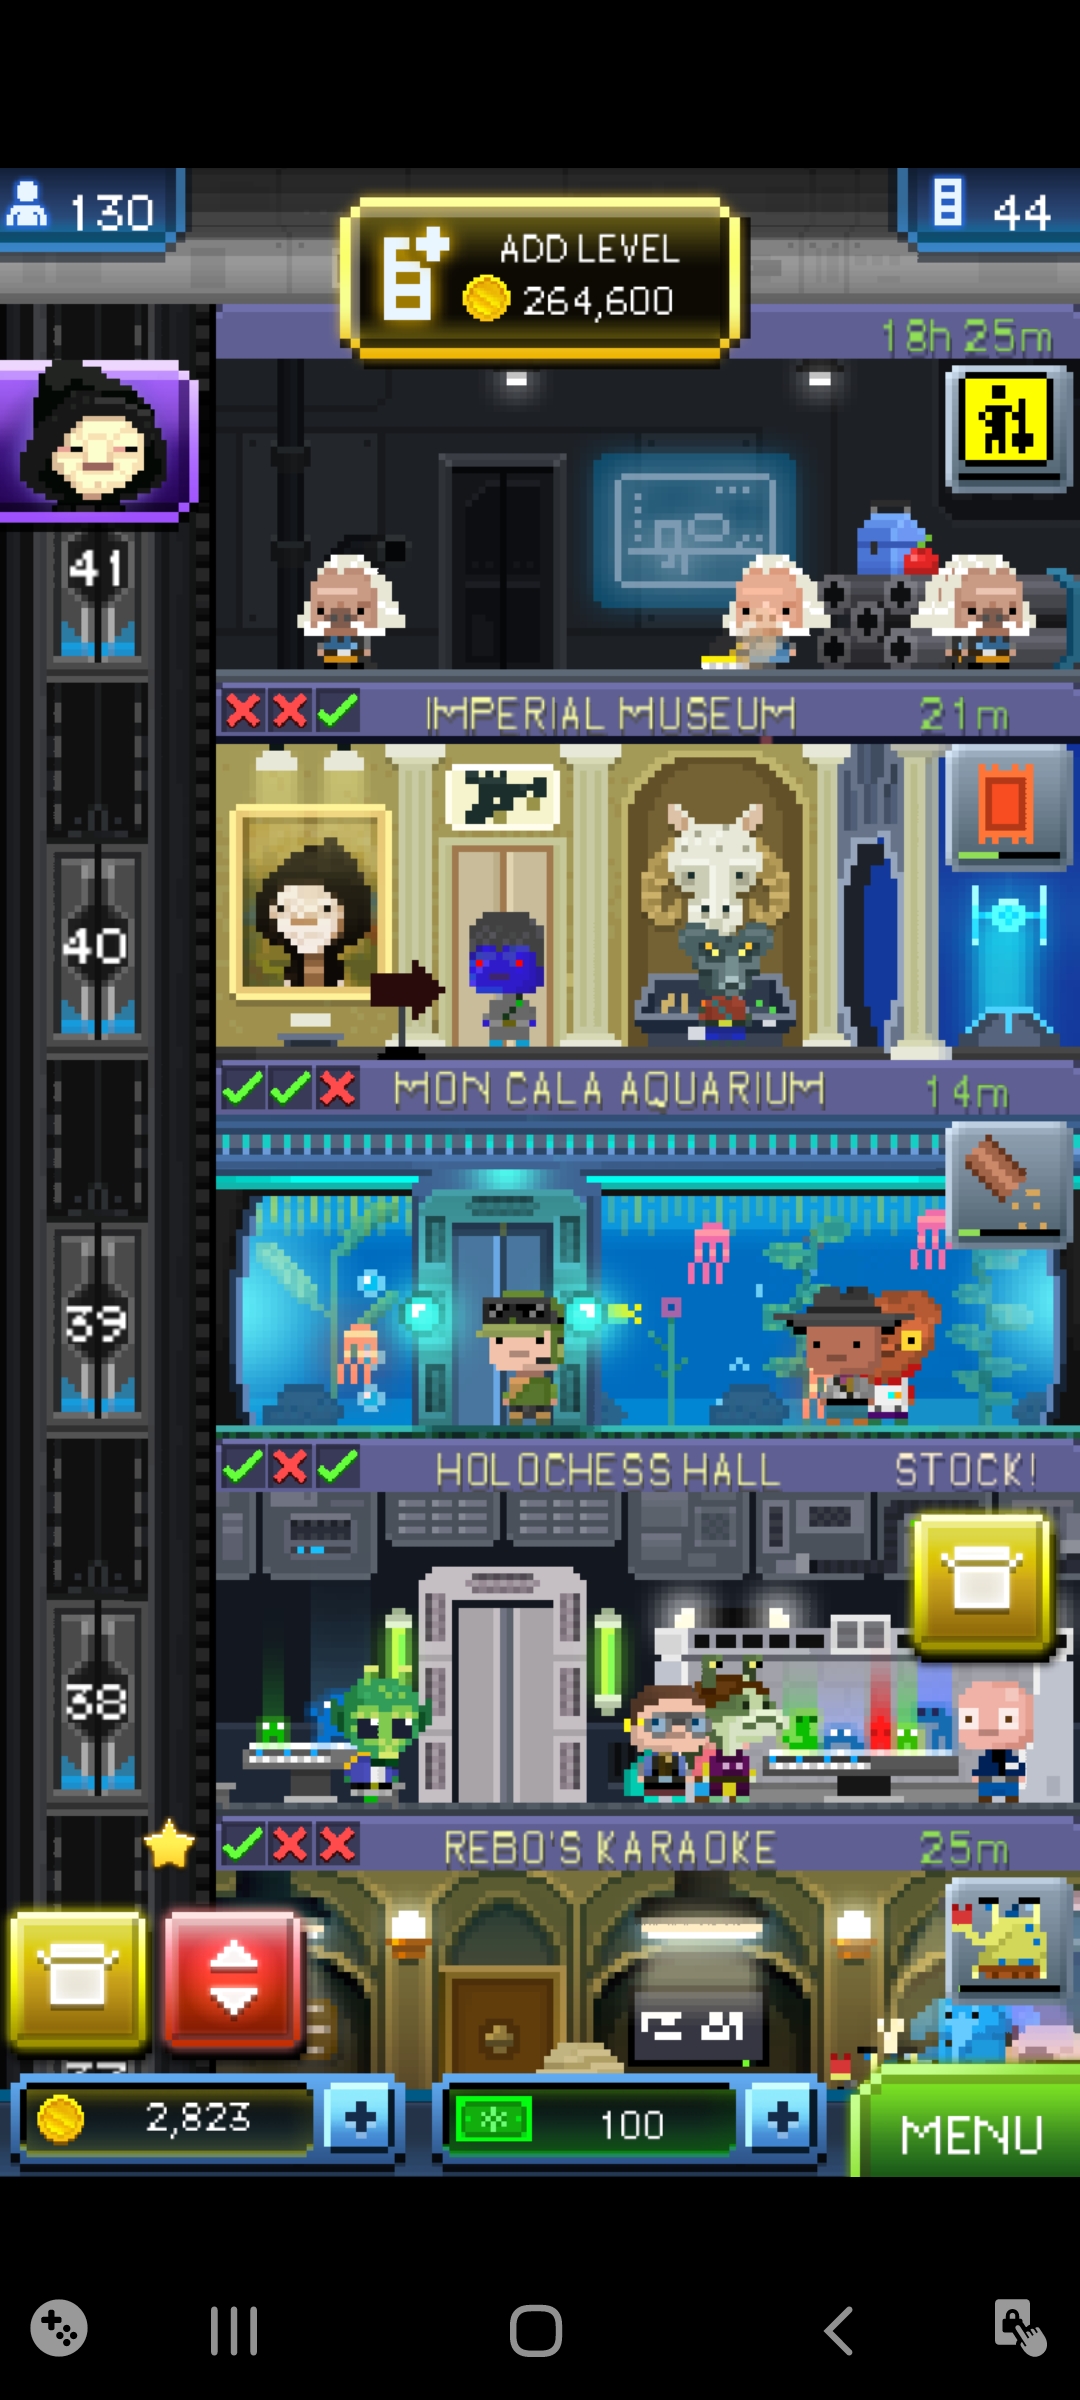 130
ADD LEVEL
264,600
44
18h 25m
41
IMPERIAL MUSEUM 21m
40
MON CALA AQUARIUM 14m
39
HOLOCHESS HALL STOCK!
38
REBO'S KARAOKE 25m
2,823
100
MENU